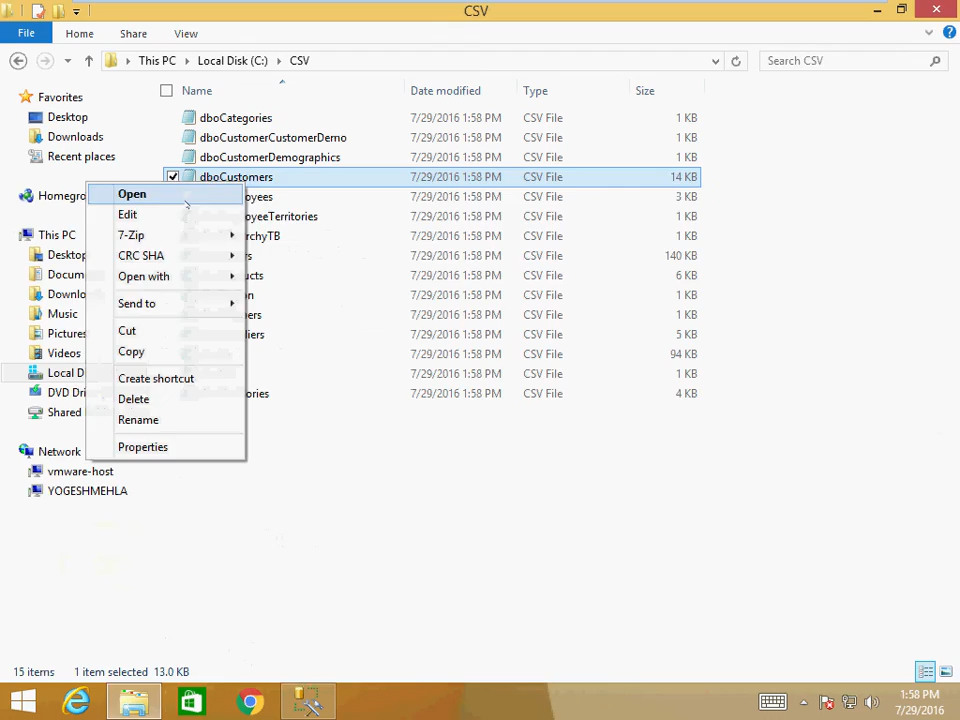 CSV
File Home Share View
This PC Local Disk (C:) CSV Search CSV
Name Date modified Type Size
Favorites
Desktop
Downloads
Recent places
Homegro
This PC
Desktop
Docum
Downlo
Music
Pictures
Videos
Local D
DVD Dri
Shared
Network
vmware-host
YOGESHMEHLA
dboCategories 7/29/2016 1:58 PM CSV File 1 KB
dboCustomerCustomerDemo 7/29/2016 1:58 PM CSV File 1 KB
dboCustomerDemographics 7/29/2016 1:58 PM CSV File 1 KB
dboCustomers 7/29/2016 1:58 PM CSV File 14 KB
oyees 7/29/2016 1:58 PM CSV File 3 KB
oyeeTerritories 7/29/2016 1:58 PM CSV File 1 KB
rchyTB 7/29/2016 1:58 PM CSV File 1 KB
rs 7/29/2016 1:58 PM CSV File 140 KB
ucts 7/29/2016 1:58 PM CSV File 6 KB
on 7/29/2016 1:58 PM CSV File 1 KB
pers 7/29/2016 1:58 PM CSV File 1 KB
liers 7/29/2016 1:58 PM CSV File 5 KB
7/29/2016 1:58 PM CSV File 94 KB
7/29/2016 1:58 PM CSV File 1 KB
ories 7/29/2016 1:58 PM CSV File 4 KB
Open
Edit
7-Zip
CRC SHA
Open with
Send to
Cut
Copy
Create shortcut
Delete
Rename
Properties
15 items 1 item selected 13.0 KB
1:58 PM
7/29/2016